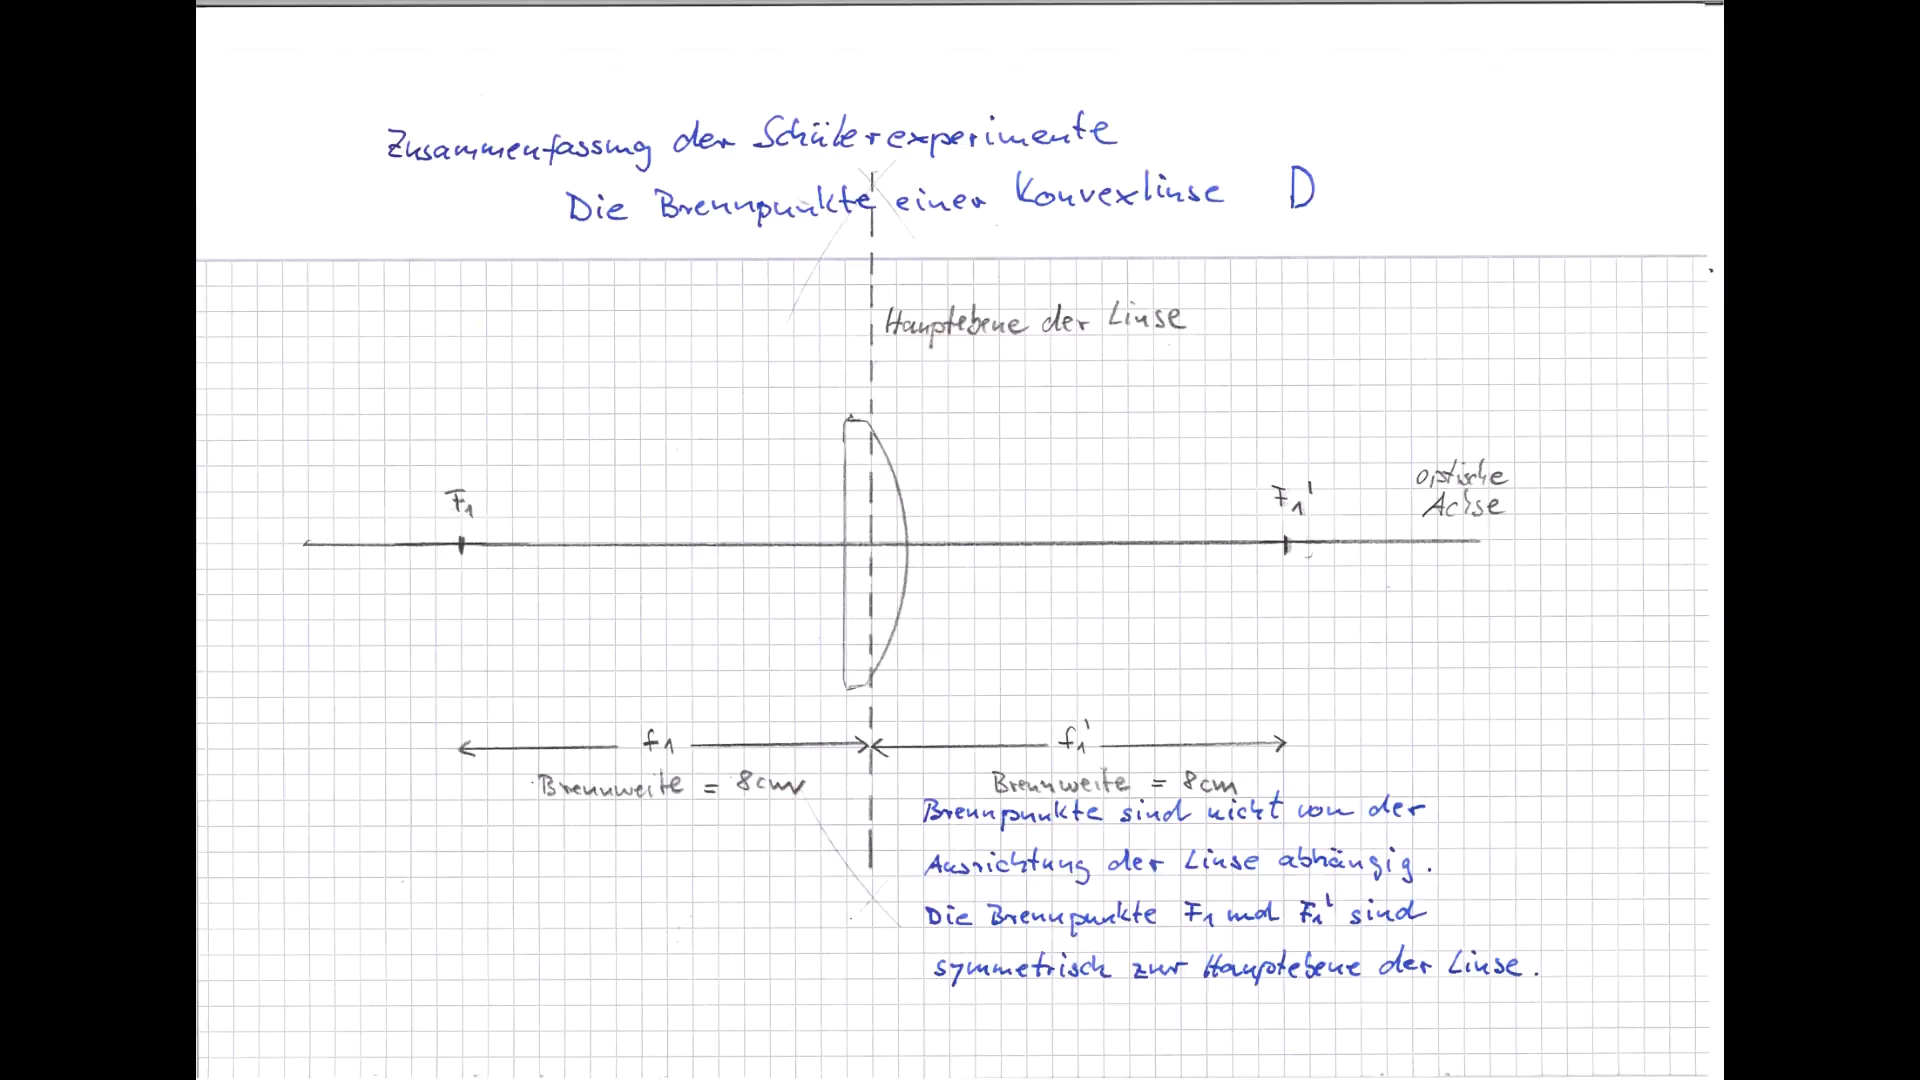 Zusammenfassung der Schülerexperimente
Die Brennpunkte einer Konvexlinse D
Hauptebene der Linse
optische
Achse
F₁
F₁'
f₁
f₁'
Brennweite = 8cm
Brennweite = 8cm
Brennpunkte sind nicht von der
Ausrichtung der Linse abhängig.
Die Brennpunkte F₁ und F₁' sind
symmetrisch zur Hauptebene der Linse.